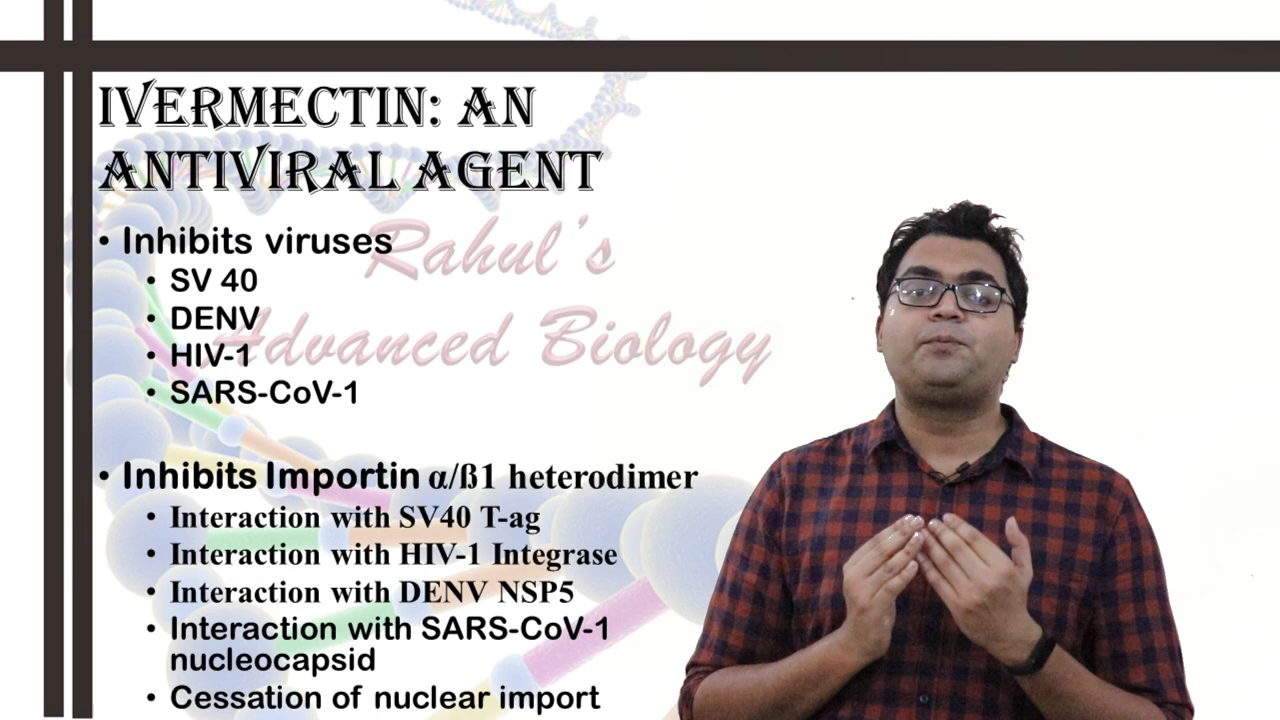 IVERMECTIN: AN
ANTIVIRAL AGENT
• Inhibits viruses
• SV 40
• DENV
• HIV-1
• SARS-CoV-1
Rahul's
Advanced Biology
• Inhibits Importin α/ß1 heterodimer
• Interaction with SV40 T-ag
• Interaction with HIV-1 Integrase
• Interaction with DENV NSP5
• Interaction with SARS-CoV-1
nucleocapsid
• Cessation of nuclear import